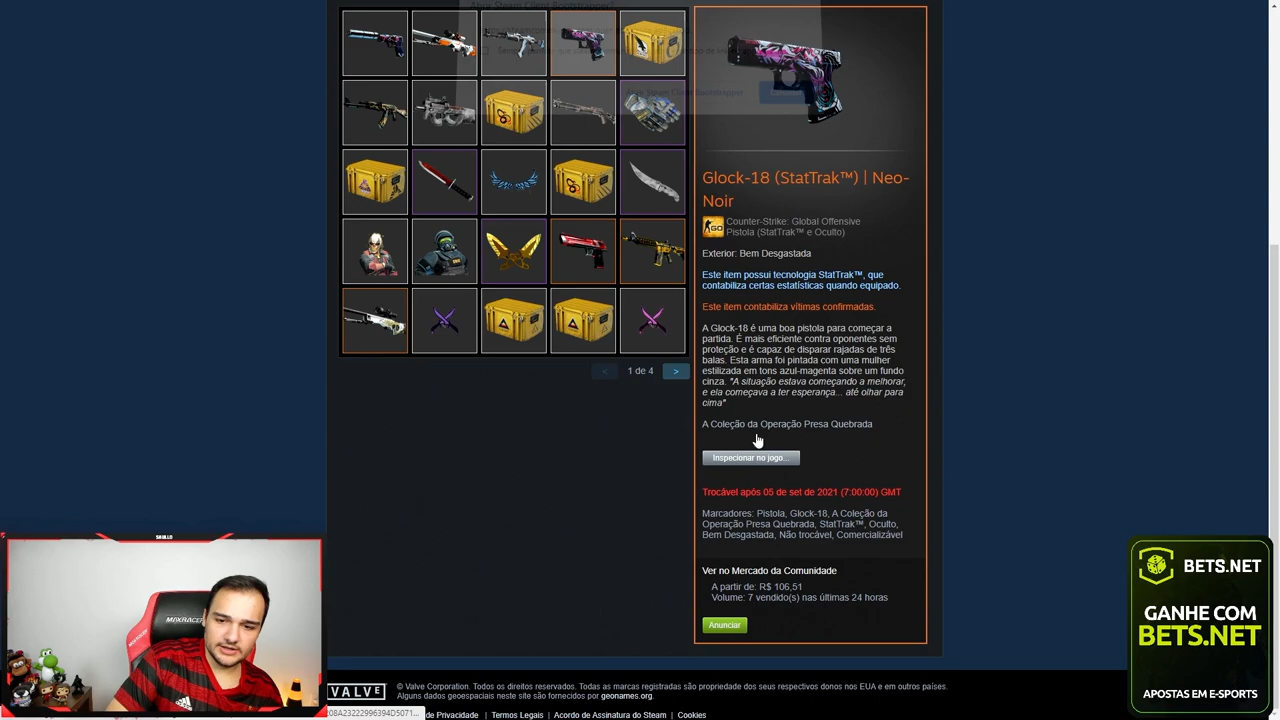 Abrir Steam Client Bootstrapper?
Abrir Steam Client Bootstrapper
Glock-18 (StatTrak™) | Neo-
Noir
Counter-Strike: Global Offensive
Pistola (StatTrak™ e Oculto)
Exterior: Bem Desgastada
Este item possui tecnologia StatTrak™, que
contabiliza certas estatísticas quando equipado.
Este item contabiliza vítimas confirmadas.
A Glock-18 é uma boa pistola para começar a
partida. É mais eficiente contra oponentes sem
proteção e é capaz de disparar rajadas de três
balas. Esta arma foi pintada com uma mulher
estilizada em tons azul-magenta sobre um fundo
cinza. "A situação estava começando a melhorar,
e ela começava a ter esperança... até olhar para
cima"
A Coleção da Operação Presa Quebrada
Inspecionar no jogo...
Trocável após 05 de set de 2021 (7:00:00) GMT
Marcadores: Pistola, Glock-18, A Coleção da
Operação Presa Quebrada, StatTrak™, Oculto,
Bem Desgastada, Não trocável, Comercializável
Ver no Mercado da Comunidade
A partir de: R$ 106,51
Volume: 7 vendido(s) nas últimas 24 horas
Anunciar
< 1 de 4 >
MAXRACER
BETS.NET
GANHE COM
BETS.NET
APOSTAS EM E-SPORTS
VALVE
© Valve Corporation. Todos os direitos reservados. Todas as marcas registradas são propriedade dos seus respectivos donos nos EUA e em outros países.
Alguns dados geoespaciais neste site são fornecidos por geonames.org.
de Privacidade | Termos Legais | Acordo de Assinatura do Steam | Cookies